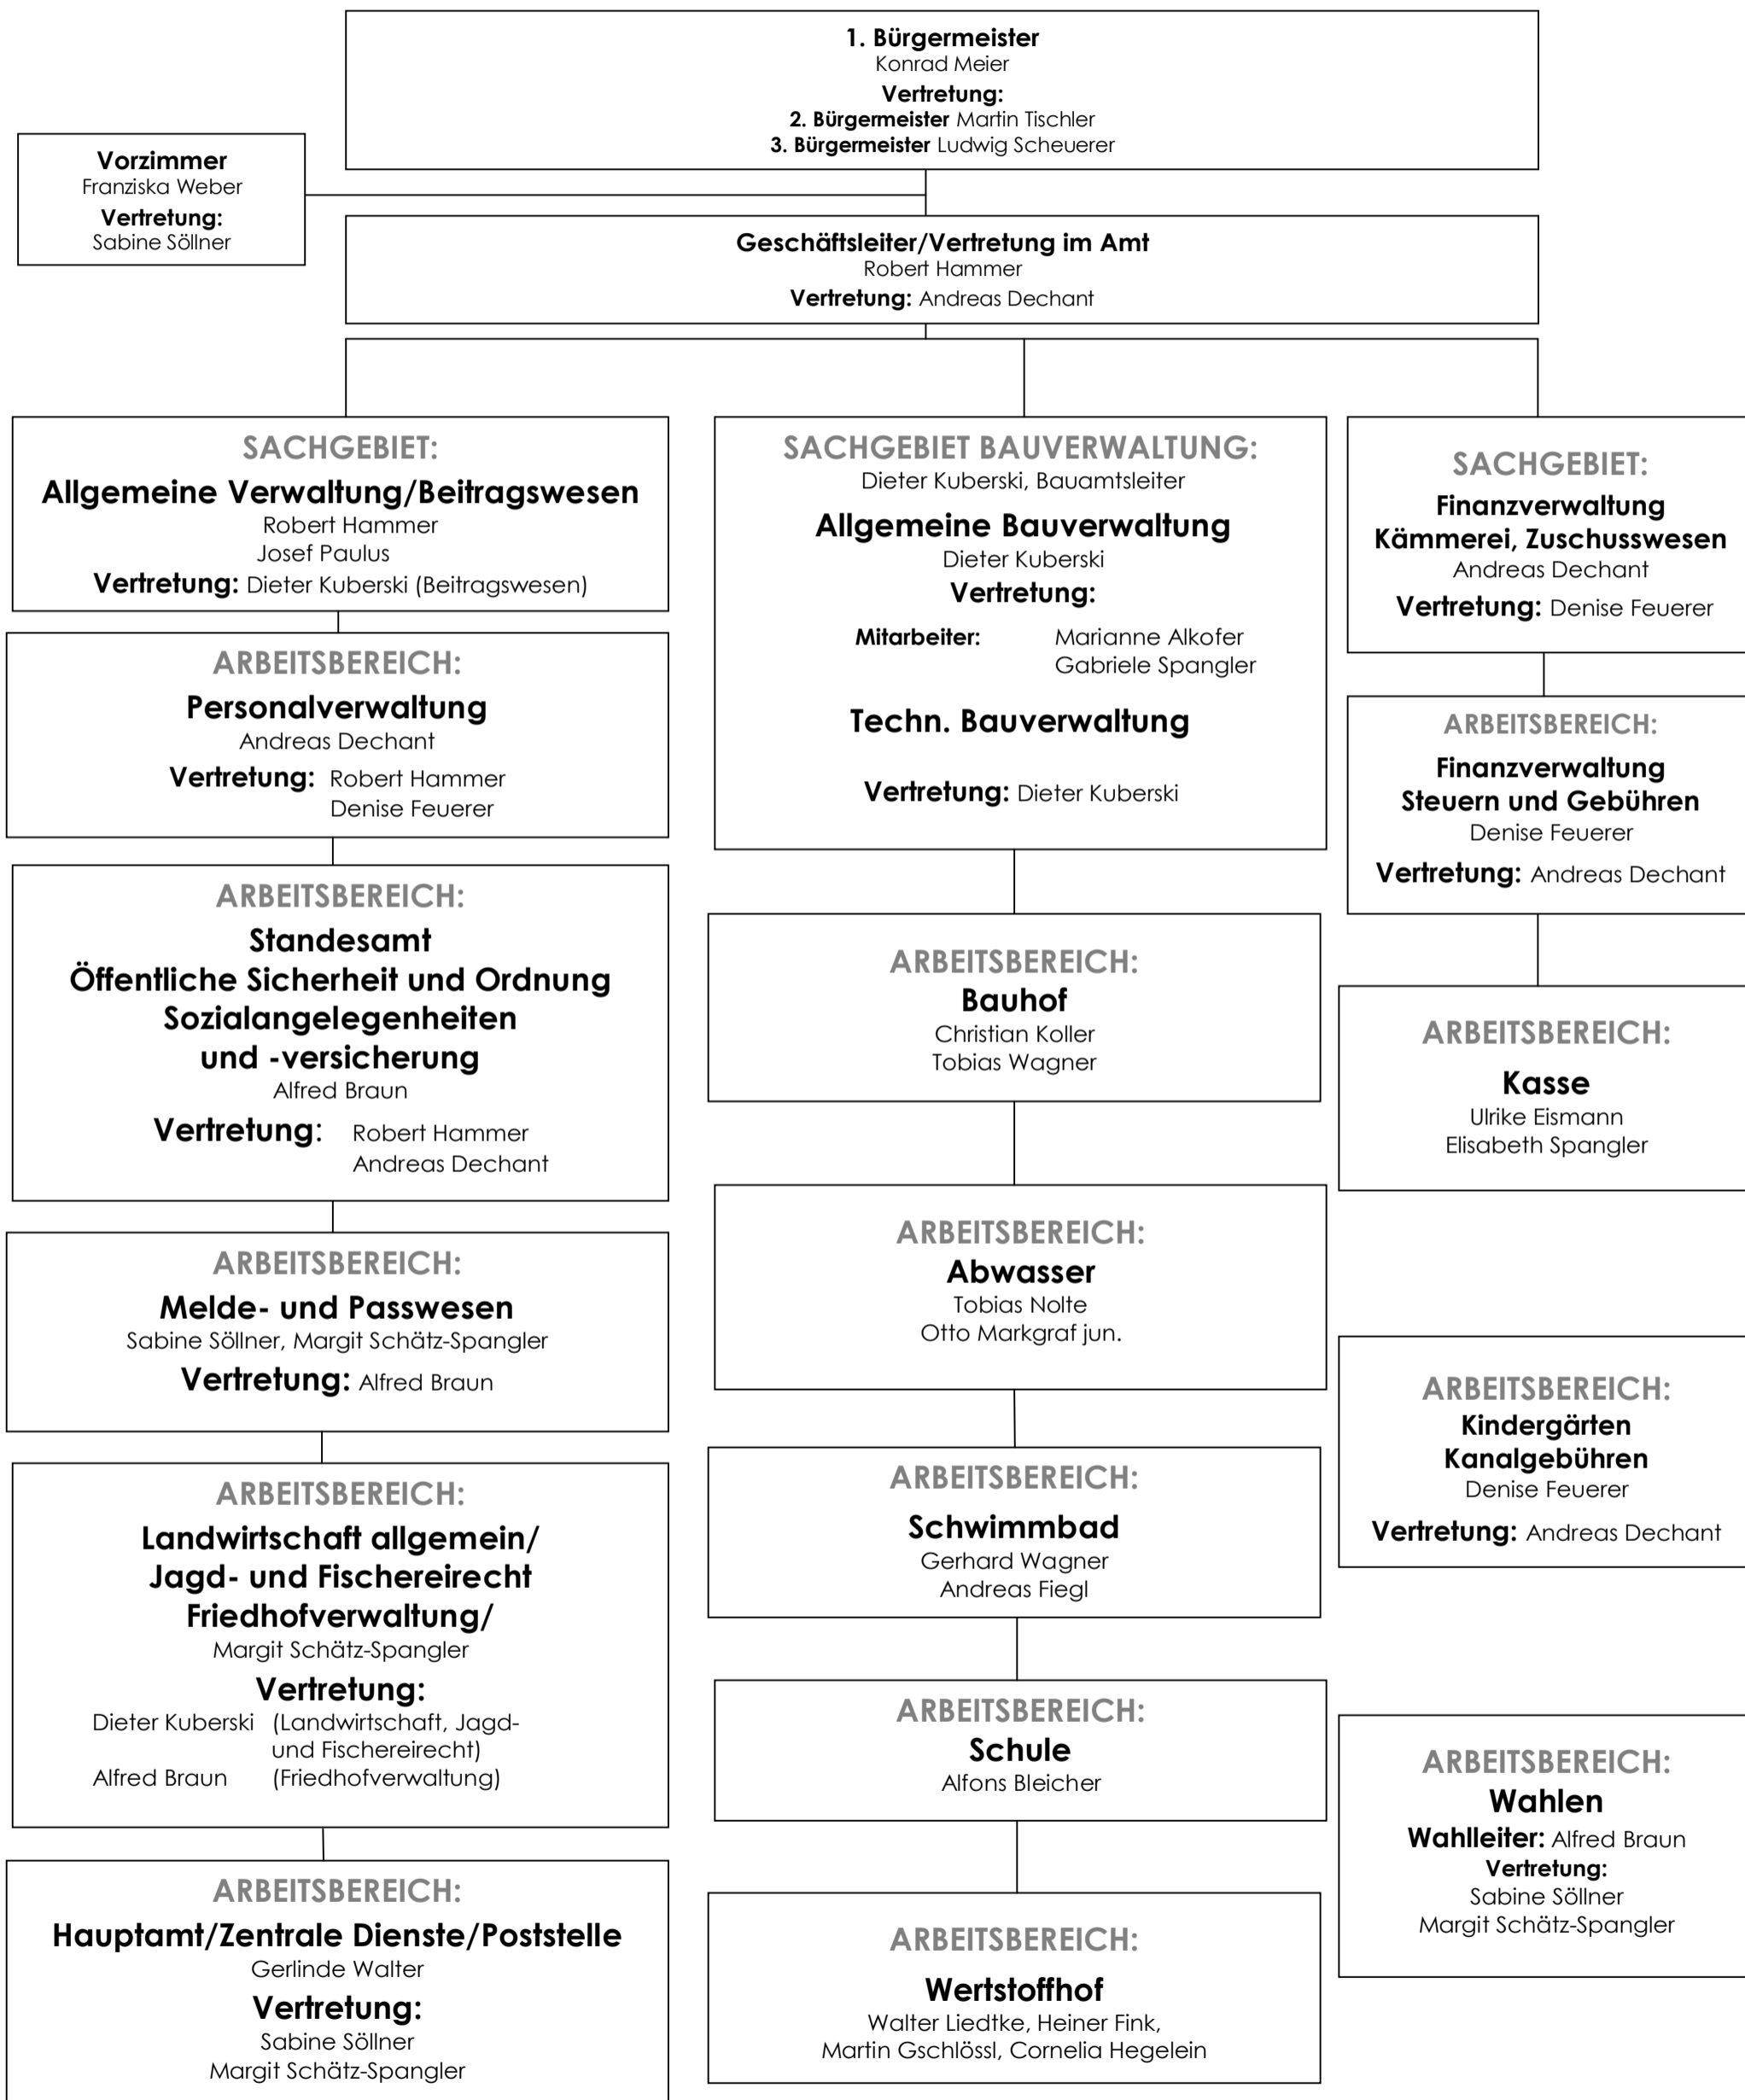 1. Bürgermeister
Konrad Meier
Vertretung:
2. Bürgermeister Martin Tischler
3. Bürgermeister Ludwig Scheuerer
Vorzimmer
Franziska Weber
Vertretung:
Sabine Söllner
Geschäftsleiter/Vertretung im Amt
Robert Hammer
Vertretung: Andreas Dechant
SACHGEBIET:
Allgemeine Verwaltung/Beitragswesen
Robert Hammer
Josef Paulus
Vertretung: Dieter Kuberski (Beitragswesen)
ARBEITSBEREICH:
Personalverwaltung
Andreas Dechant
Vertretung: Robert Hammer
Denise Feuerer
ARBEITSBEREICH:
Standesamt
Öffentliche Sicherheit und Ordnung
Sozialangelegenheiten
und -versicherung
Alfred Braun
Vertretung: Robert Hammer
Andreas Dechant
ARBEITSBEREICH:
Melde- und Passwesen
Sabine Söllner, Margit Schätz-Spangler
Vertretung: Alfred Braun
ARBEITSBEREICH:
Landwirtschaft allgemein/
Jagd- und Fischereirecht
Friedhofverwaltung/
Margit Schätz-Spangler
Vertretung:
Dieter Kuberski (Landwirtschaft, Jagd-
und Fischereirecht)
Alfred Braun (Friedhofverwaltung)
ARBEITSBEREICH:
Hauptamt/Zentrale Dienste/Poststelle
Gerlinde Walter
Vertretung:
Sabine Söllner
Margit Schätz-Spangler
SACHGEBIET BAUVERWALTUNG:
Dieter Kuberski, Bauamtsleiter
Allgemeine Bauverwaltung
Dieter Kuberski
Vertretung:
Mitarbeiter: Marianne Alkofer
Gabriele Spangler
Techn. Bauverwaltung
Vertretung: Dieter Kuberski
ARBEITSBEREICH:
Bauhof
Christian Koller
Tobias Wagner
ARBEITSBEREICH:
Abwasser
Tobias Nolte
Otto Markgraf jun.
ARBEITSBEREICH:
Schwimmbad
Gerhard Wagner
Andreas Fiegl
ARBEITSBEREICH:
Schule
Alfons Bleicher
ARBEITSBEREICH:
Wertstoffhof
Walter Liedtke, Heiner Fink,
Martin Gschlössl, Cornelia Hegelein
SACHGEBIET:
Finanzverwaltung
Kämmerei, Zuschusswesen
Andreas Dechant
Vertretung: Denise Feuerer
ARBEITSBEREICH:
Finanzverwaltung
Steuern und Gebühren
Denise Feuerer
Vertretung: Andreas Dechant
ARBEITSBEREICH:
Kasse
Ulrike Eismann
Elisabeth Spangler
ARBEITSBEREICH:
Kindergärten
Kanalgebühren
Denise Feuerer
Vertretung: Andreas Dechant
ARBEITSBEREICH:
Wahlen
Wahlleiter: Alfred Braun
Vertretung:
Sabine Söllner
Margit Schätz-Spangler